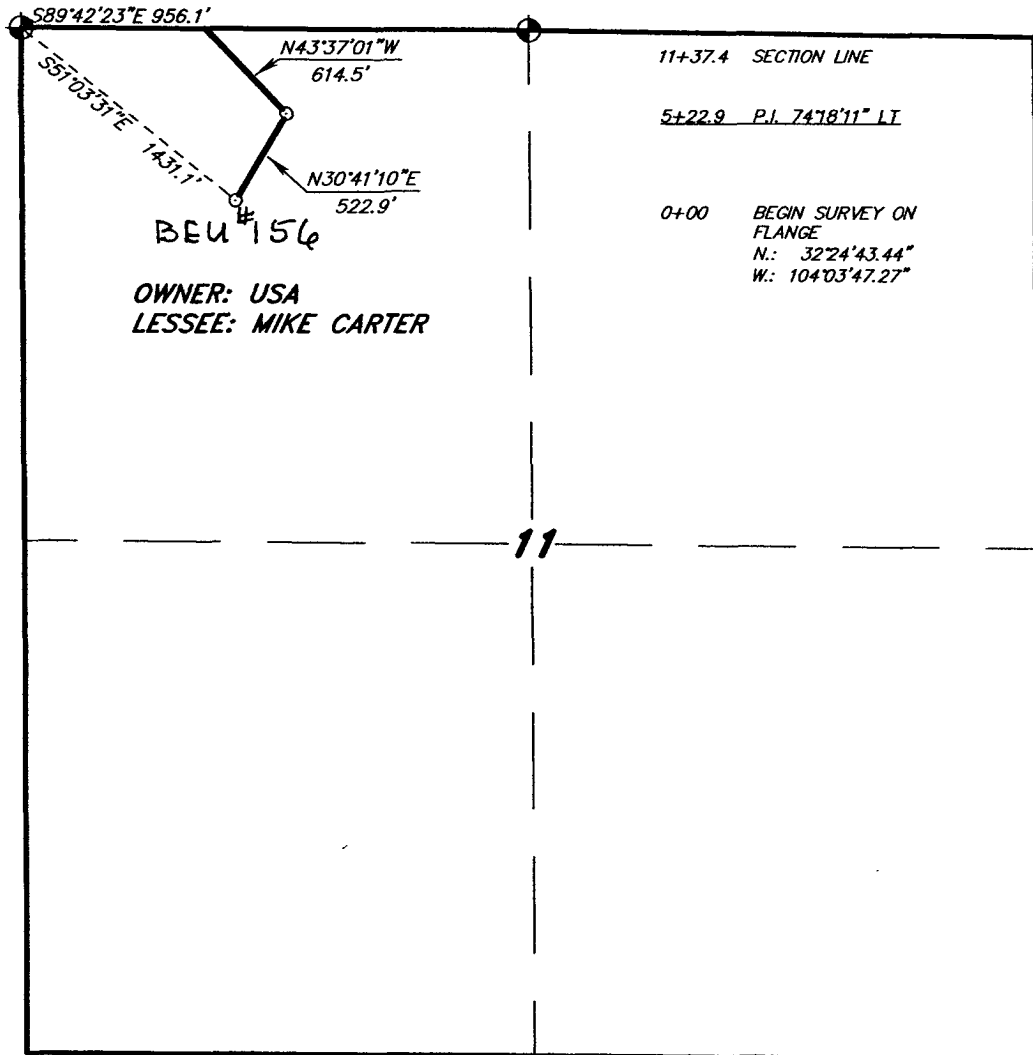 S89°42'23"E 956.1'
N43°37'01"W
614.5'
S51°03'31"E
1431.1'
N30°41'10"E
522.9'
BEU #156
OWNER: USA
LESSEE: MIKE CARTER
11+37.4 SECTION LINE
5+22.9 P.I. 74°18'11" LT
0+00 BEGIN SURVEY ON
FLANGE
N.: 32°24'43.44"
W.: 104°03'47.27"
11